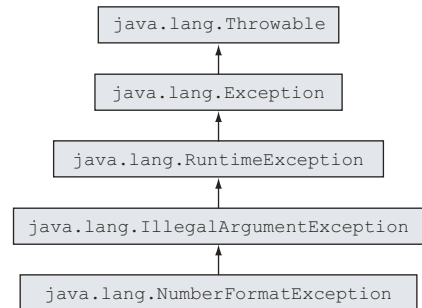 java.lang.Throwable
java.lang.Exception
java.lang.RuntimeException
java.lang.IllegalArgumentException
java.lang.NumberFormatException